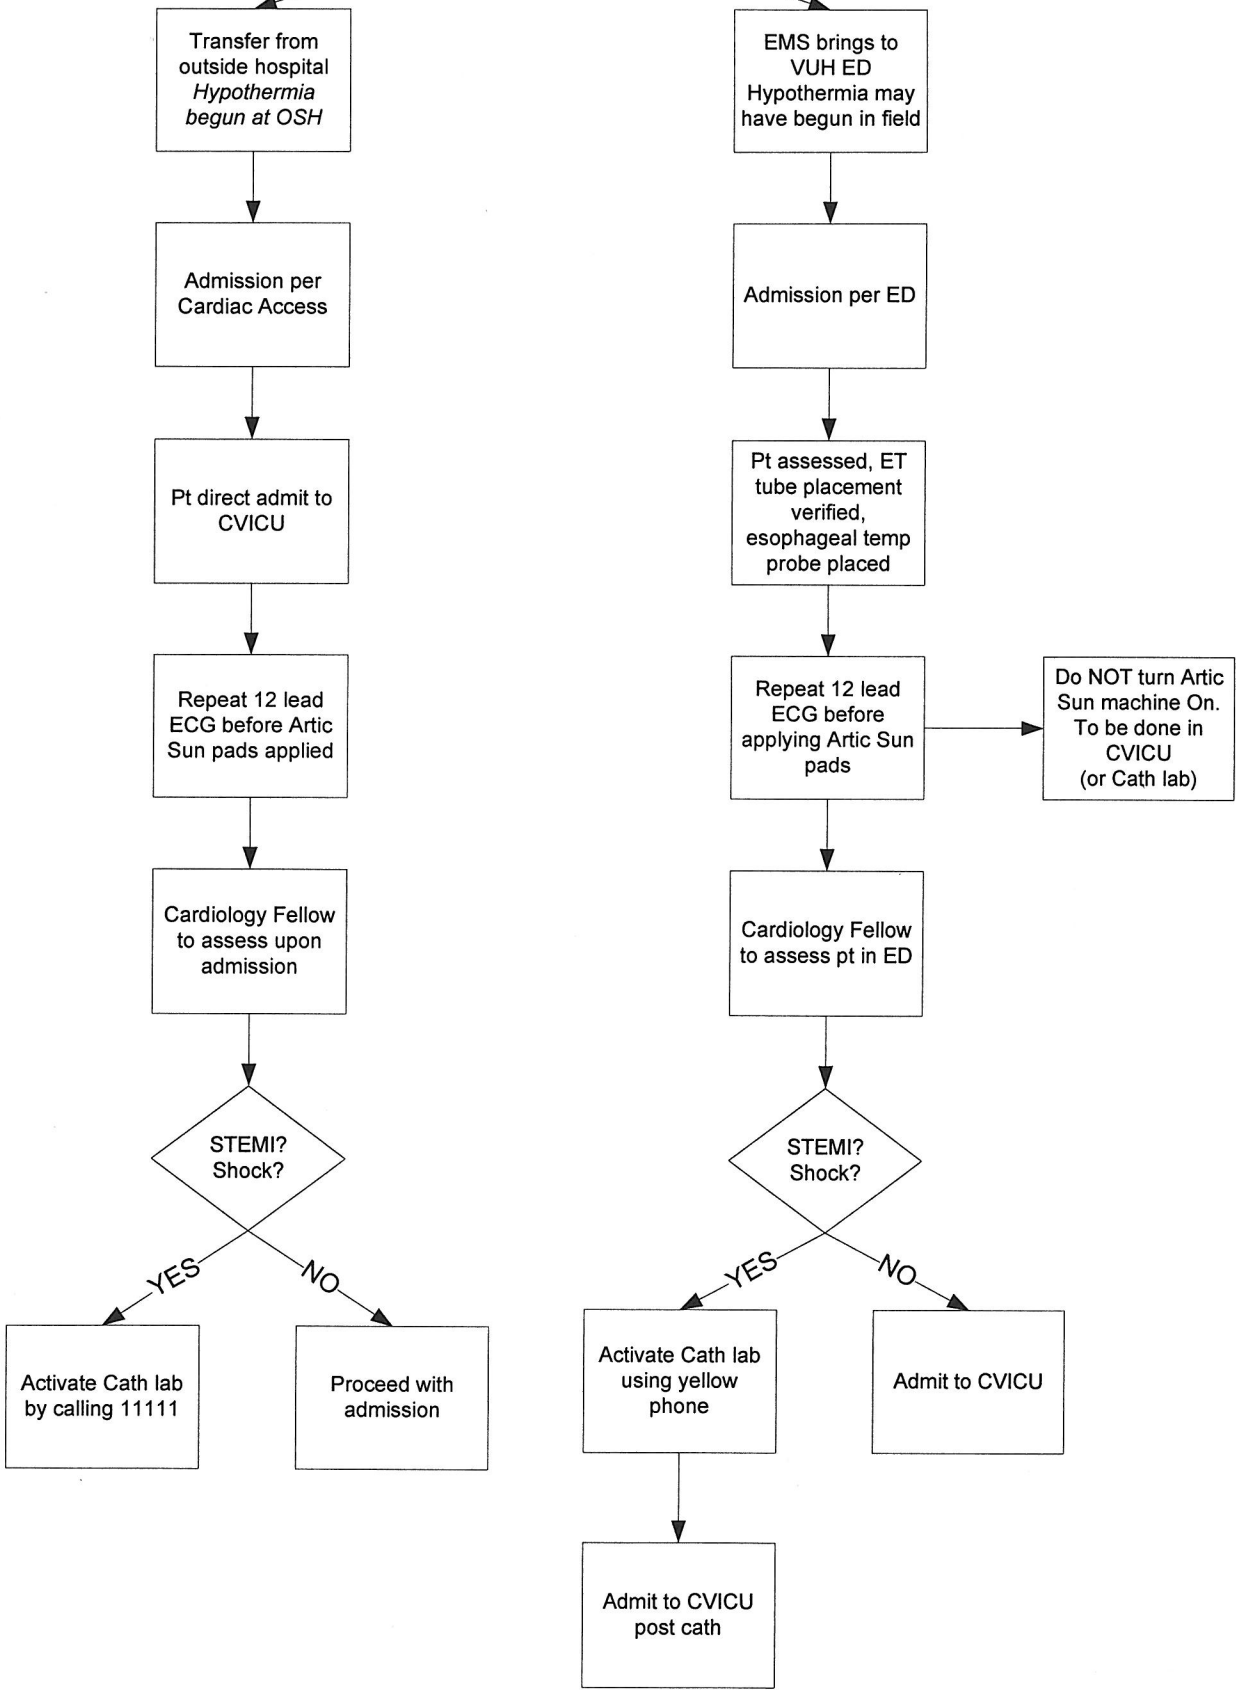 Transfer from
outside hospital
Hypothermia
begun at OSH
Admission per
Cardiac Access
Pt direct admit to
CVICU
Repeat 12 lead
ECG before Artic
Sun pads applied
Cardiology Fellow
to assess upon
admission
STEMI?
Shock?
YES
NO
Activate Cath lab
by calling 11111
Proceed with
admission
EMS brings to
VUH ED
Hypothermia may
have begun in field
Admission per ED
Pt assessed, ET
tube placement
verified,
esophageal temp
probe placed
Repeat 12 lead
ECG before
applying Artic Sun
pads
Do NOT turn Artic
Sun machine On.
To be done in
CVICU
(or Cath lab)
Cardiology Fellow
to assess pt in ED
STEMI?
Shock?
YES
NO
Activate Cath lab
using yellow
phone
Admit to CVICU
Admit to CVICU
post cath